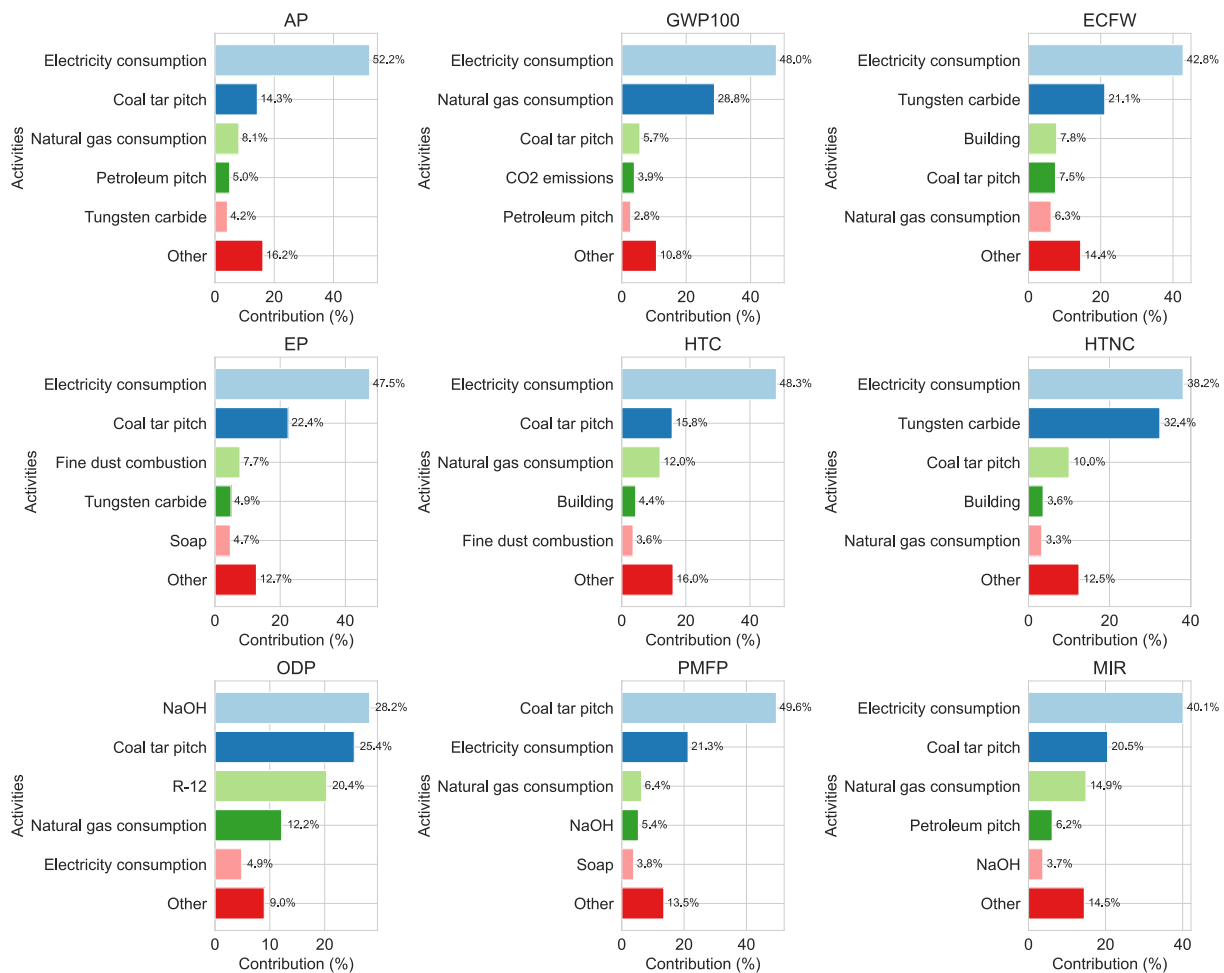 AP
Activities
Electricity consumption 52.2%
Coal tar pitch 14.3%
Natural gas consumption 8.1%
Petroleum pitch 5.0%
Tungsten carbide 4.2%
Other 16.2%
0 20 40
Contribution (%)
GWP100
Activities
Electricity consumption 48.0%
Natural gas consumption 28.8%
Coal tar pitch 5.7%
CO2 emissions 3.9%
Petroleum pitch 2.8%
Other 10.8%
0 10 20 30 40 50
Contribution (%)
ECFW
Activities
Electricity consumption 42.8%
Tungsten carbide 21.1%
Building 7.8%
Coal tar pitch 7.5%
Natural gas consumption 6.3%
Other 14.4%
0 20 40
Contribution (%)
EP
Activities
Electricity consumption 47.5%
Coal tar pitch 22.4%
Fine dust combustion 7.7%
Tungsten carbide 4.9%
Soap 4.7%
Other 12.7%
0 20 40
Contribution (%)
HTC
Activities
Electricity consumption 48.3%
Coal tar pitch 15.8%
Natural gas consumption 12.0%
Building 4.4%
Fine dust combustion 3.6%
Other 16.0%
0 10 20 30 40 50
Contribution (%)
HTNC
Activities
Electricity consumption 38.2%
Tungsten carbide 32.4%
Coal tar pitch 10.0%
Building 3.6%
Natural gas consumption 3.3%
Other 12.5%
0 20 40
Contribution (%)
ODP
Activities
NaOH 28.2%
Coal tar pitch 25.4%
R-12 20.4%
Natural gas consumption 12.2%
Electricity consumption 4.9%
Other 9.0%
0 10 20
Contribution (%)
PMFP
Activities
Coal tar pitch 49.6%
Electricity consumption 21.3%
Natural gas consumption 6.4%
NaOH 5.4%
Soap 3.8%
Other 13.5%
0 20 40
Contribution (%)
MIR
Activities
Electricity consumption 40.1%
Coal tar pitch 20.5%
Natural gas consumption 14.9%
Petroleum pitch 6.2%
NaOH 3.7%
Other 14.5%
0 20 40
Contribution (%)